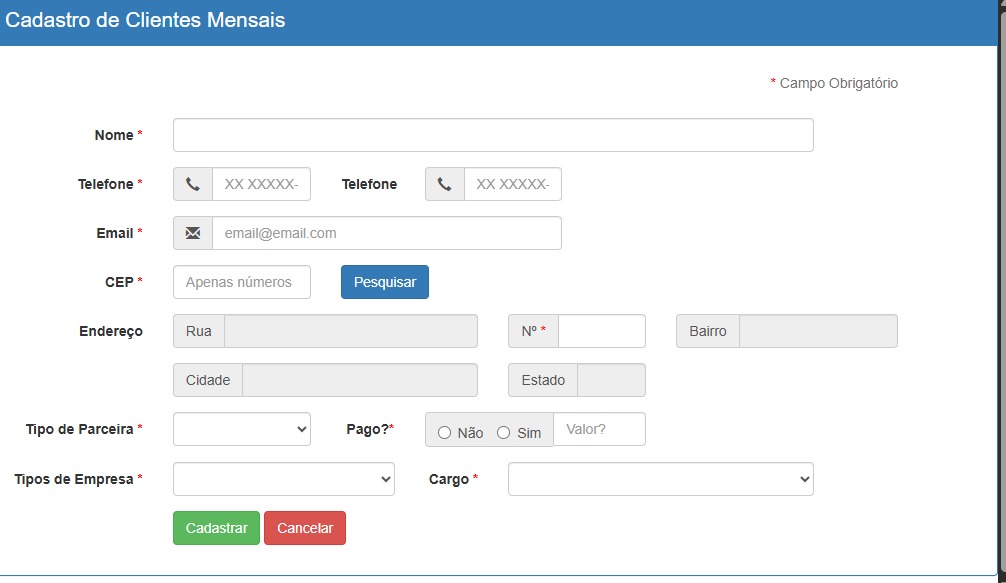 Cadastro de Clientes Mensais
* Campo Obrigatório
Nome *
Telefone * XX XXXXX- Telefone XX XXXXX-
Email * email@email.com
CEP * Apenas números Pesquisar
Endereço Rua Nº * Bairro
Cidade Estado
Tipo de Parceira * Pago?* Não Sim Valor?
Tipos de Empresa * Cargo *
Cadastrar Cancelar